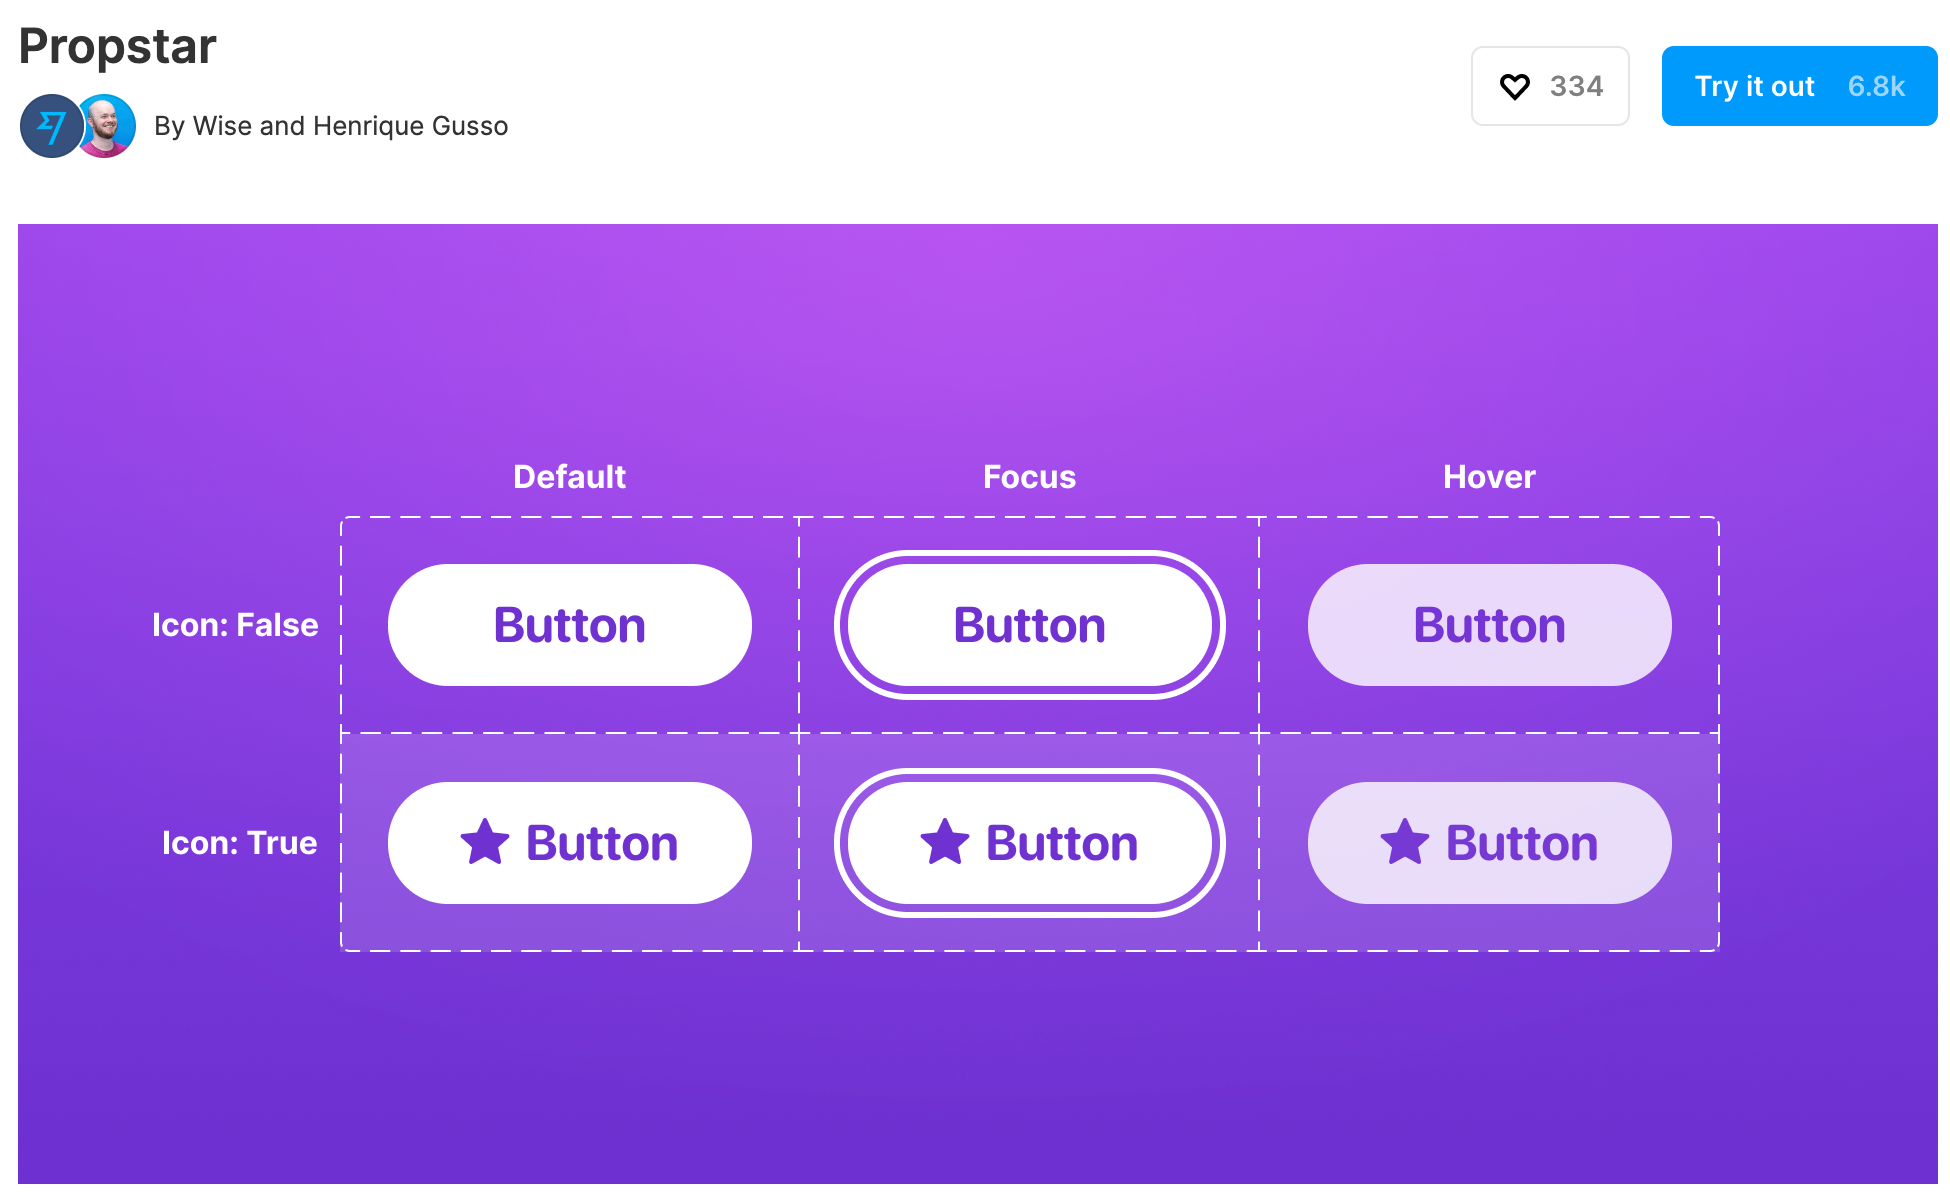 Propstar
By Wise and Henrique Gusso
334
Try it out 6.8k
Default Focus Hover
Icon: False Button Button Button
Icon: True Button Button Button